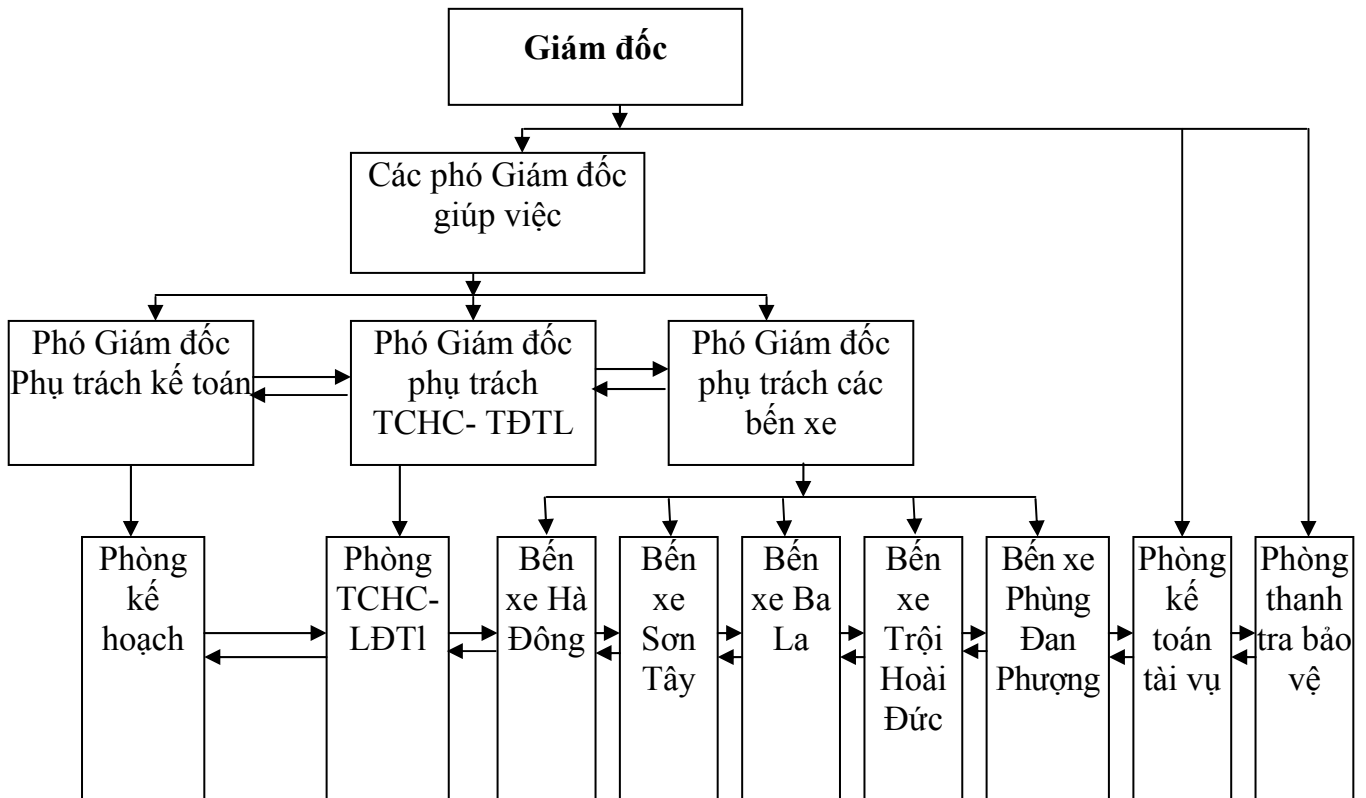 Giám đốc
Các phó Giám đốc
giúp việc
Phó Giám đốc
Phụ trách kế toán
Phó Giám đốc
phụ trách
TCHC- TĐTL
Phó Giám đốc
phụ trách các
bến xe
Phòng
kế
hoạch
Phòng
TCHC-
LĐTl
Bến
xe Hà
Đông
Bến
xe
Sơn
Tây
Bến
xe Ba
La
Bến
xe
Trội
Hoài
Đức
Bến xe
Phùng
Đan
Phượng
Phòng
kế
toán
tài vụ
Phòng
thanh
tra bảo
vệ